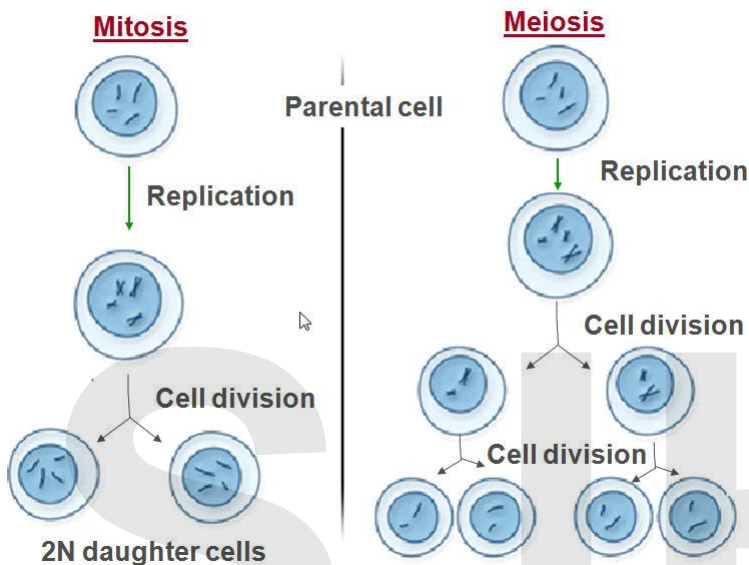 Mitosis
Meiosis
Parental cell
Replication
Replication
Cell division
Cell division
Cell division
2N daughter cells